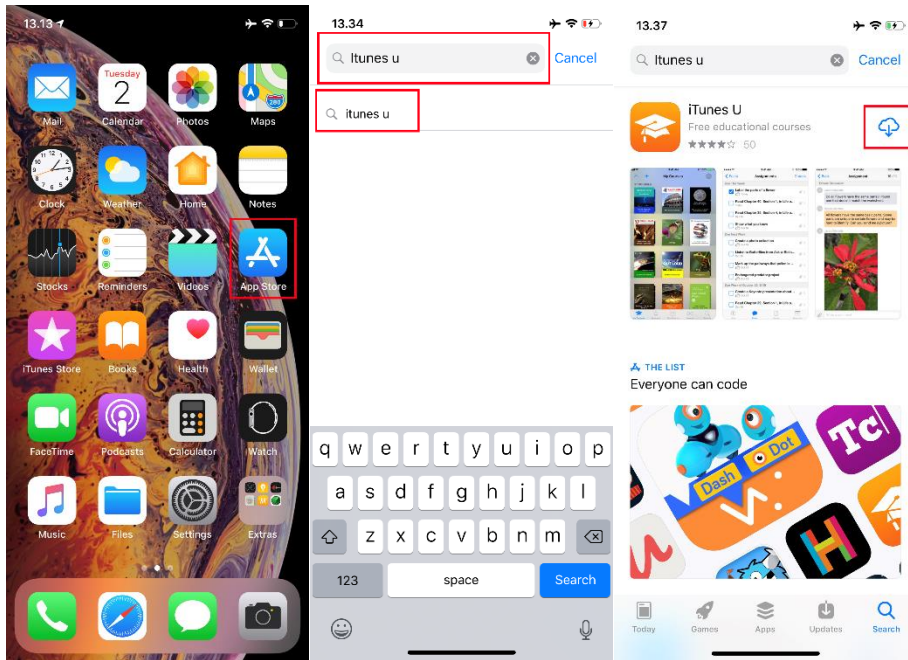 13.13
Tuesday
2
280
Mail
Calendar
Photos
Maps
Clock
Weather
Home
Notes
Stocks
Reminders
Videos
App Store
iTunes Store
Books
Health
Wallet
FaceTime
Podcasts
Calculator
Watch
Music
Files
Settings
Extras
13.34
Itunes u
Cancel
itunes u
q w e r t y u i o p
a s d f g h j k l
z x c v b n m
123
space
Search
13.37
Itunes u
Cancel
iTunes U
Free educational courses
50
THE LIST
Everyone can code
Dash
Dot
Tc
H
Today
Games
Apps
Updates
Search